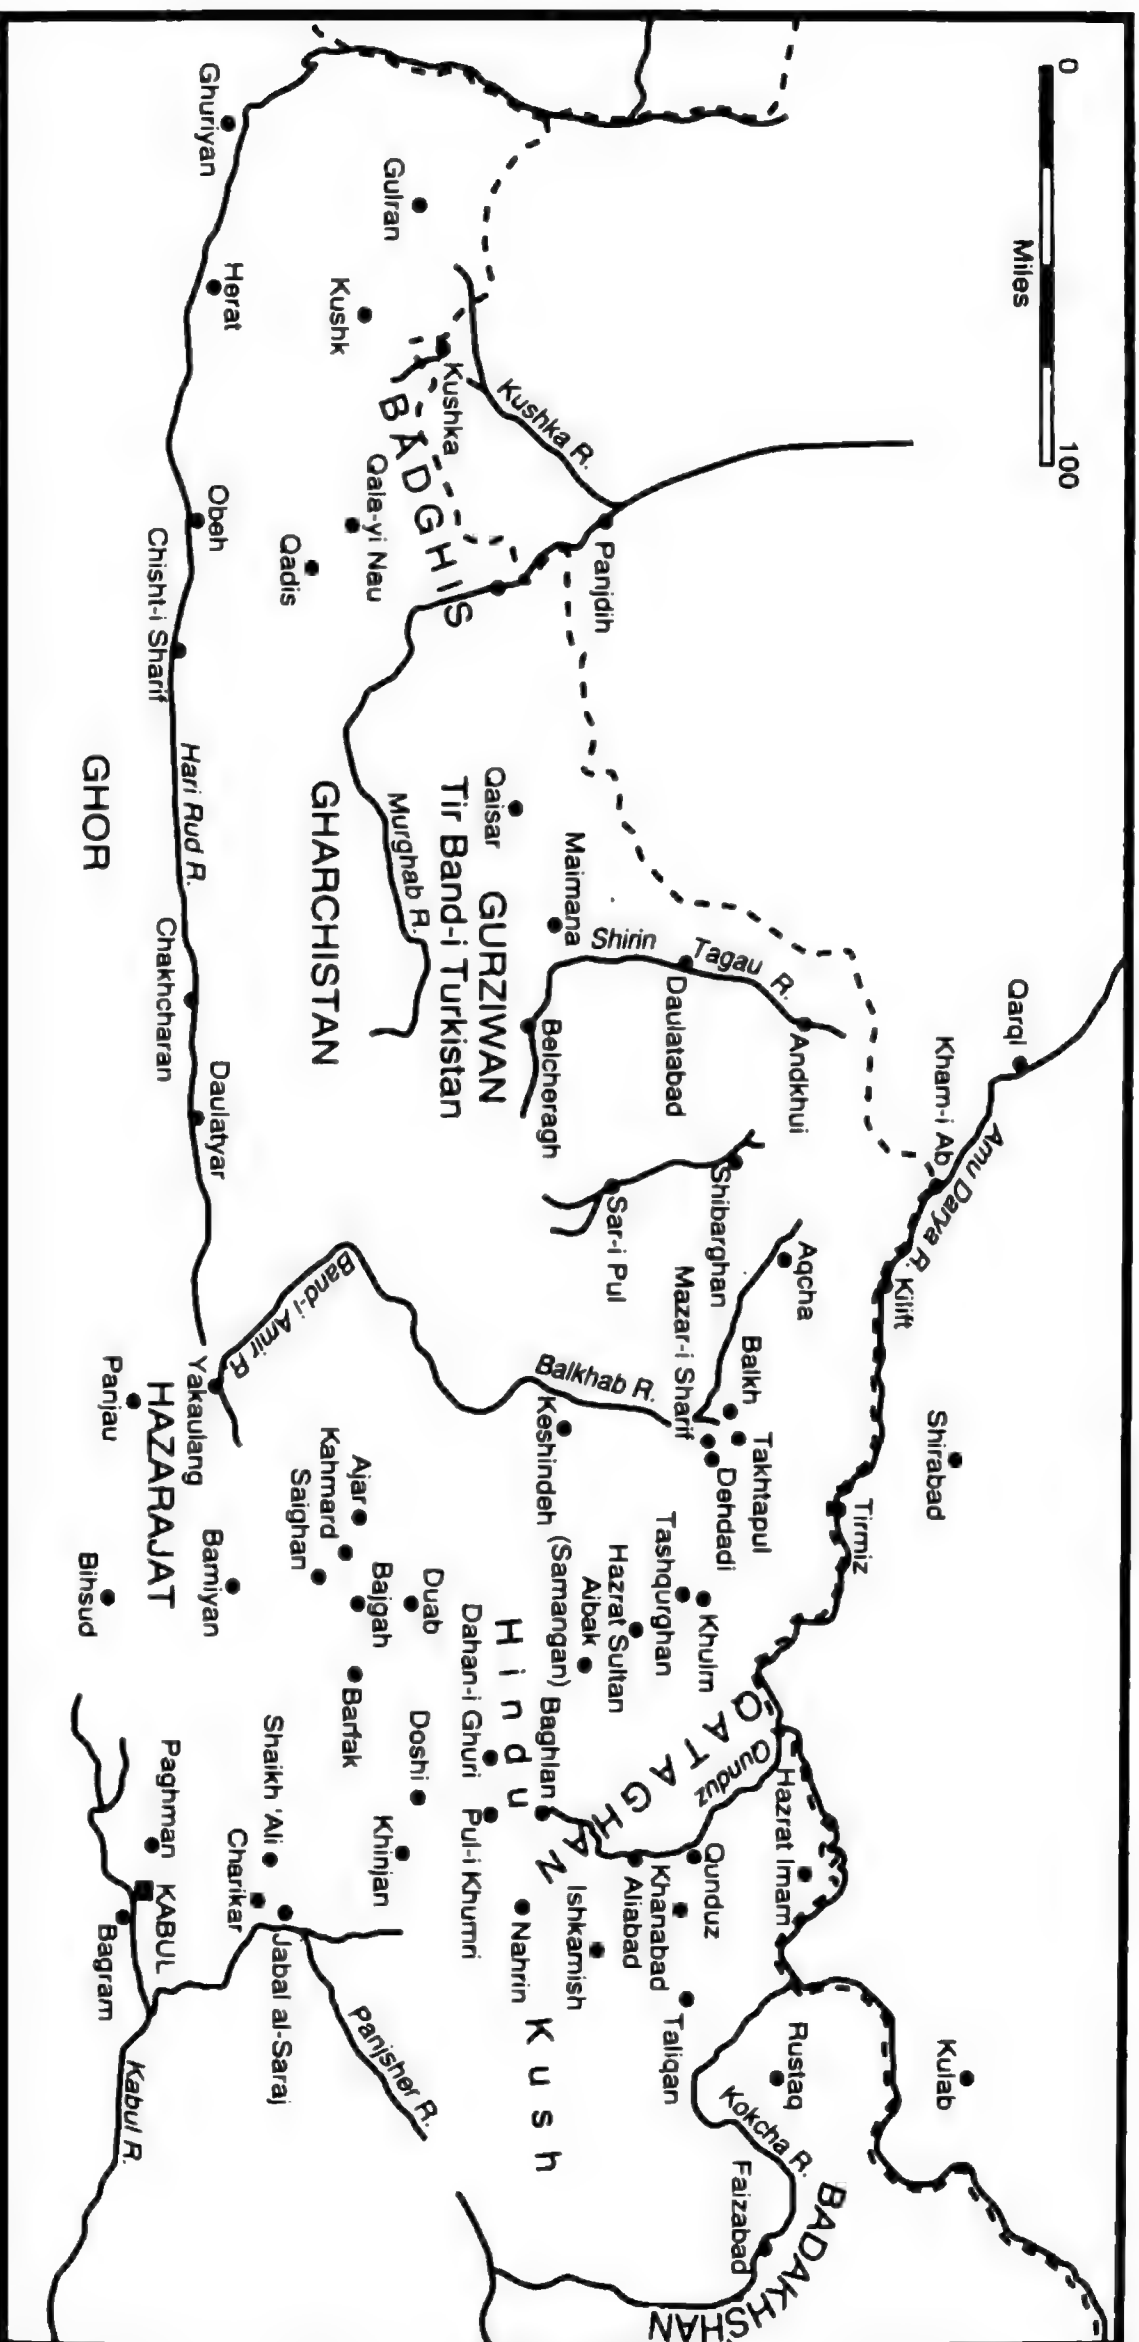 0
100
Miles
Qarqi
Kham-i Ab
Amu Darya R.
Kilift
Shirabad
Tirmiz
Kulab
Ghuriyan
Gulran
Herat
Kushk
Kushka
Kushka R.
BADGHIS
Qala-yi Nau
Qadis
Obeh
Chisht-i Sharif
Panjdih
Hari Rud R.
GHOR
GHARCHISTAN
Murghab R.
Tir Band-i Turkistan
GURZIWAN
Qaisar
Maimana
Shirin
Tagau R.
Daulatabad
Andkhui
Belcheragh
Chakhcharan
Daulatyar
Shibarghan
Sar-i Pul
Aqcha
Balkh
Mazar-i Sharif
Takhtapul
Dehdadi
Balkhab R.
Band-i Amir R.
Keshindeh
Yakaulang
Panjau
HAZARAJAT
Ajar
Kahmard
Saighan
Bamiyan
Bihsud
Bajgah
Duab
Barfak
Tashqurghan
Khulm
Hazrat Sultan
Aibak
(Samangan)
Hindu
Kush
Dahan-i Ghuri
Baghlan
Doshi
Pul-i Khumri
Khinjan
QATAGHAN
Qunduz
Hazrat Imam
Qunduz
Khanabad
Aliabad
Ishkamish
Nahrin
Taliqan
Rustaq
Kokcha R.
Faizabad
BADAKHSHAN
Shaikh 'Ali
Charikar
Jabal al-Saraj
Panjsher R.
Paghman
KABUL
Bagram
Kabul R.